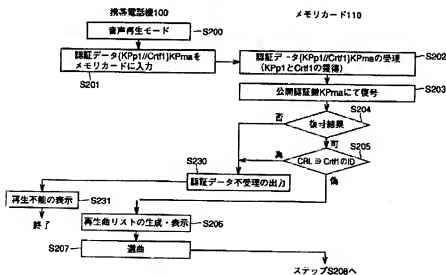 携帯電話機100
メモリカード110
音声再生モード
S200
認証データ{KPp1//Crtf1}KPmaを
メモリカードに入力
S201
認証データ{KPp1//Crtf1}KPmaの受理
(KPp1とCrtf1の獲得)
S202
公開認証鍵KPmaにて復号
S203
復号結果
S204
否
可
CRL∋Crtf1のID
S205
真
偽
S230
認証データ不受理の出力
再生不能の表示
S231
終了
再生曲リストの生成・表示
S206
S207
選曲
ステップS208へ